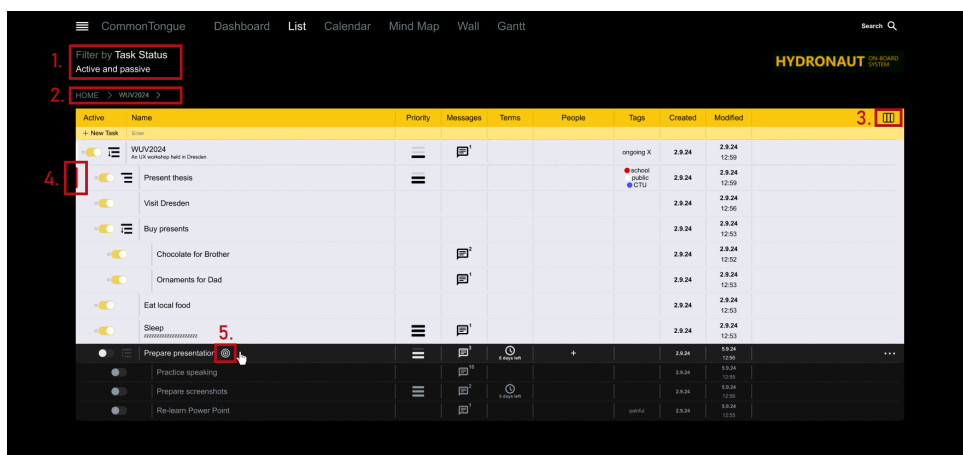 CommonTongue Dashboard List Calendar Mind Map Wall Gantt Search
1. Filter by Task Status
Active and passive
HYDRONAUT ON-BOARD SYSTEM
2. HOME > WUV2024 >
3.
Active Name Priority Messages Terms People Tags Created Modified
+ New Task Enter
WUV2024 1 ongoing X 2.9.24 2.9.24
An UX workshop held in Dresden 12:59
4.
Present thesis school public CTU 2.9.24 2.9.24 12:59
Visit Dresden 2.9.24 2.9.24 12:56
Buy presents 2.9.24 2.9.24 12:53
Chocolate for Brother 2 2.9.24 2.9.24 12:52
Ornaments for Dad 1 2.9.24 2.9.24 12:53
Eat local food 2.9.24 2.9.24 12:53
Sleep 1 2.9.24 2.9.24 12:53
5.
Prepare presentation 3 6 days left + 2.9.24 5.9.24 12:56 ...
Practice speaking 10 2.9.24 5.9.24 12:55
Prepare screenshots 2 5 days left 2.9.24 5.9.24
Re-learn Power Point 1 painful 2.9.24 5.9.24 12:55